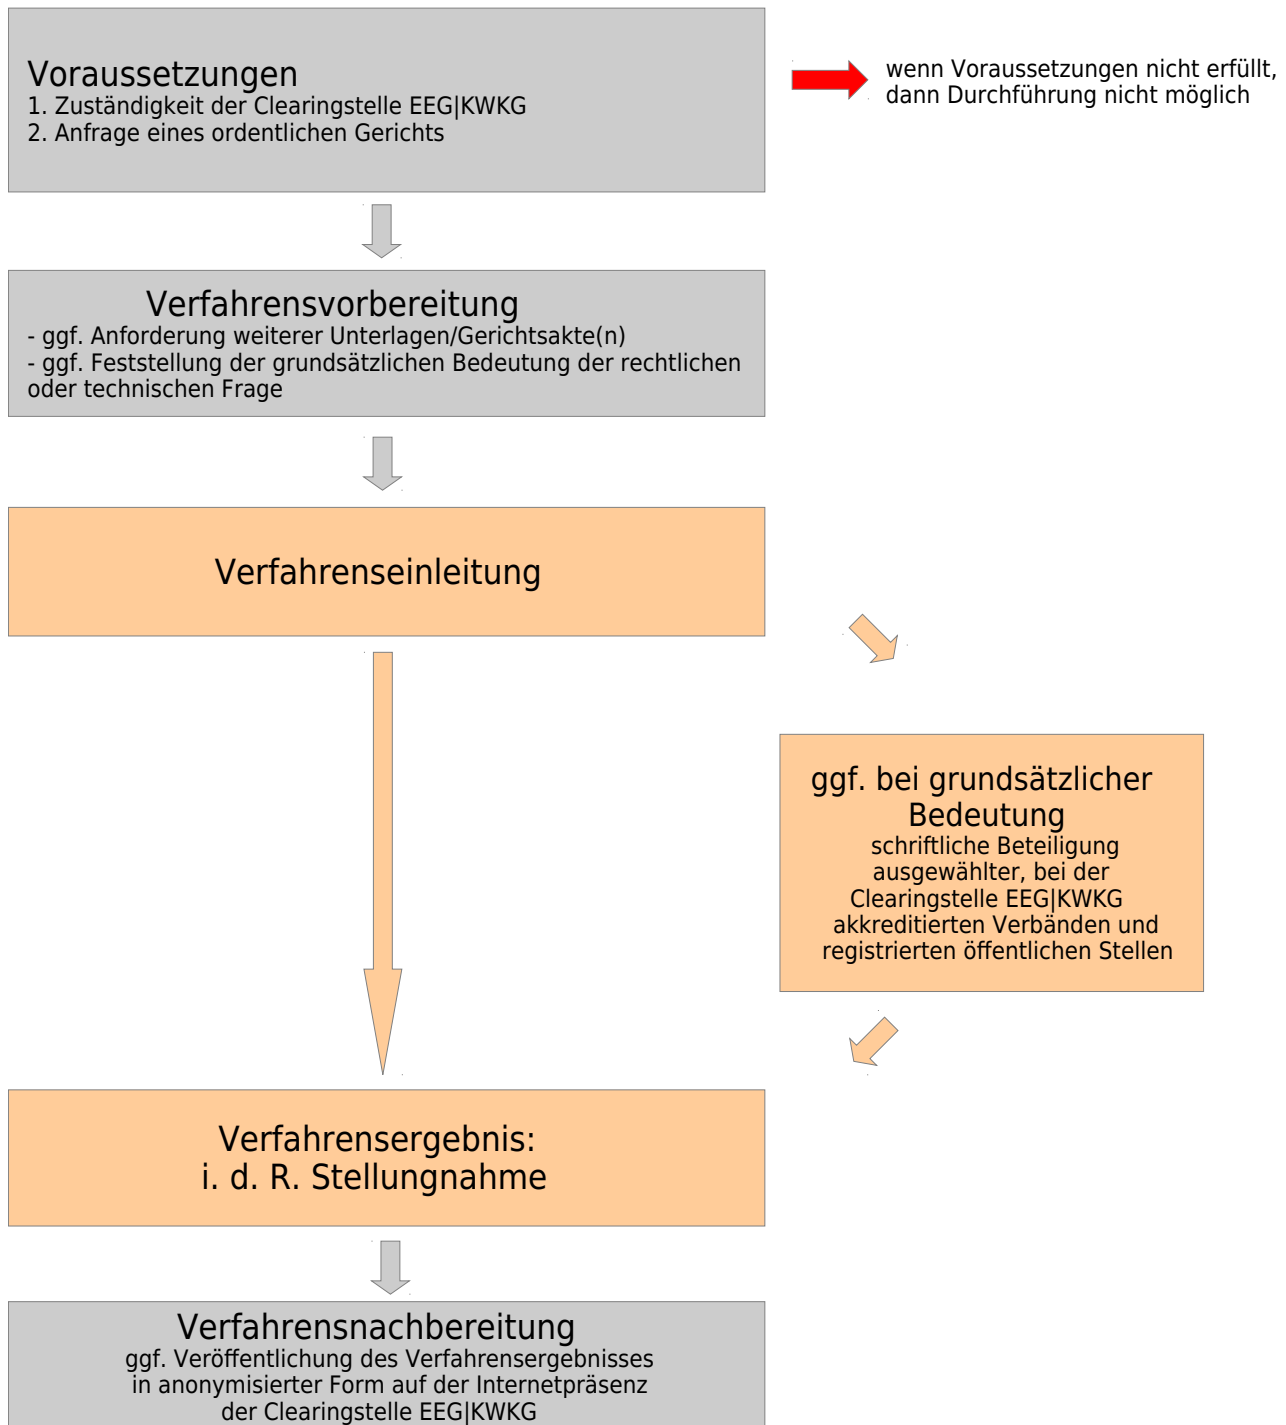 Voraussetzungen
1. Zuständigkeit der Clearingstelle EEG|KWKG
2. Anfrage eines ordentlichen Gerichts
wenn Voraussetzungen nicht erfüllt,
dann Durchführung nicht möglich
Verfahrensvorbereitung
- ggf. Anforderung weiterer Unterlagen/Gerichtsakte(n)
- ggf. Feststellung der grundsätzlichen Bedeutung der rechtlichen
oder technischen Frage
Verfahrenseinleitung
ggf. bei grundsätzlicher
Bedeutung
schriftliche Beteiligung
ausgewählter, bei der
Clearingstelle EEG|KWKG
akkreditierten Verbänden und
registrierten öffentlichen Stellen
Verfahrensergebnis:
i. d. R. Stellungnahme
Verfahrensnachbereitung
ggf. Veröffentlichung des Verfahrensergebnisses
in anonymisierter Form auf der Internetpräsenz
der Clearingstelle EEG|KWKG